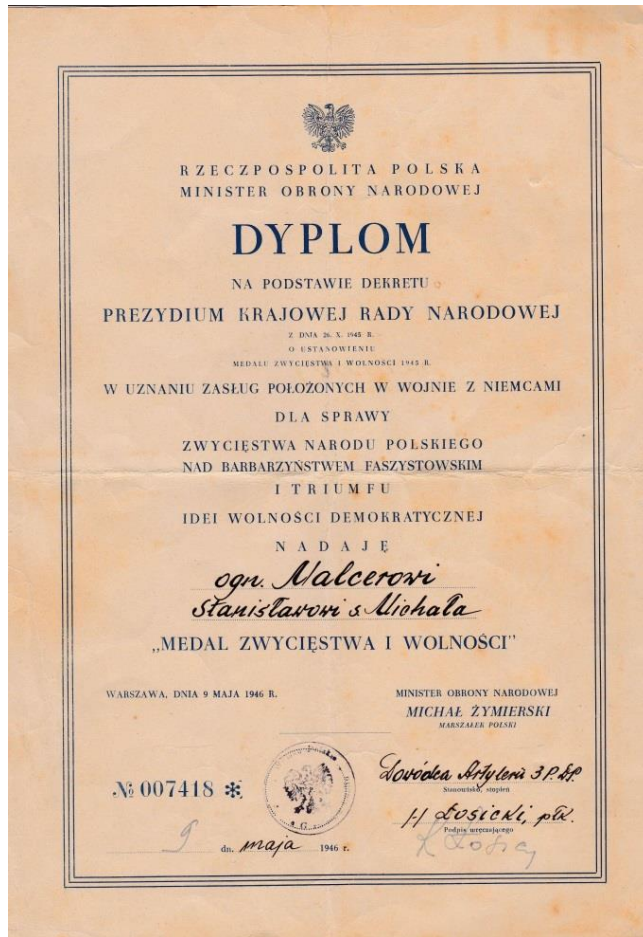 RZECZPOSPOLITA POLSKA
MINISTER OBRONY NARODOWEJ
DYPLOM
NA PODSTAWIE DEKRETU
PREZYDIUM KRAJOWEJ RADY NARODOWEJ
Z DNIA 26. X. 1945 R.
O USTANOWIENIU
MEDALU ZWYCIĘSTWA I WOLNOŚCI 1945 R.
W UZNANIU ZASŁUG POŁOŻONYCH W WOJNIE Z NIEMCAMI
DLA SPRAWY
ZWYCIĘSTWA NARODU POLSKIEGO
NAD BARBARZYŃSTWEM FASZYSTOWSKIM
I TRIUMFU
IDEI WOLNOŚCI DEMOKRATYCZNEJ
NADAJĘ
ogn. Malcerowi
Stanisławowi s Michała
„MEDAL ZWYCIĘSTWA I WOLNOŚCI"
WARSZAWA, DNIA 9 MAJA 1946 R.
MINISTER OBRONY NARODOWEJ
MICHAŁ ŻYMIERSKI
MARSZAŁEK POLSKI
№ 007418 *
Dowódca Artylerii 3 P. DP.
Stanowisko, stopień
Łosicki, płk.
Podpis wręczającego
9 dn. maja 1946 r.